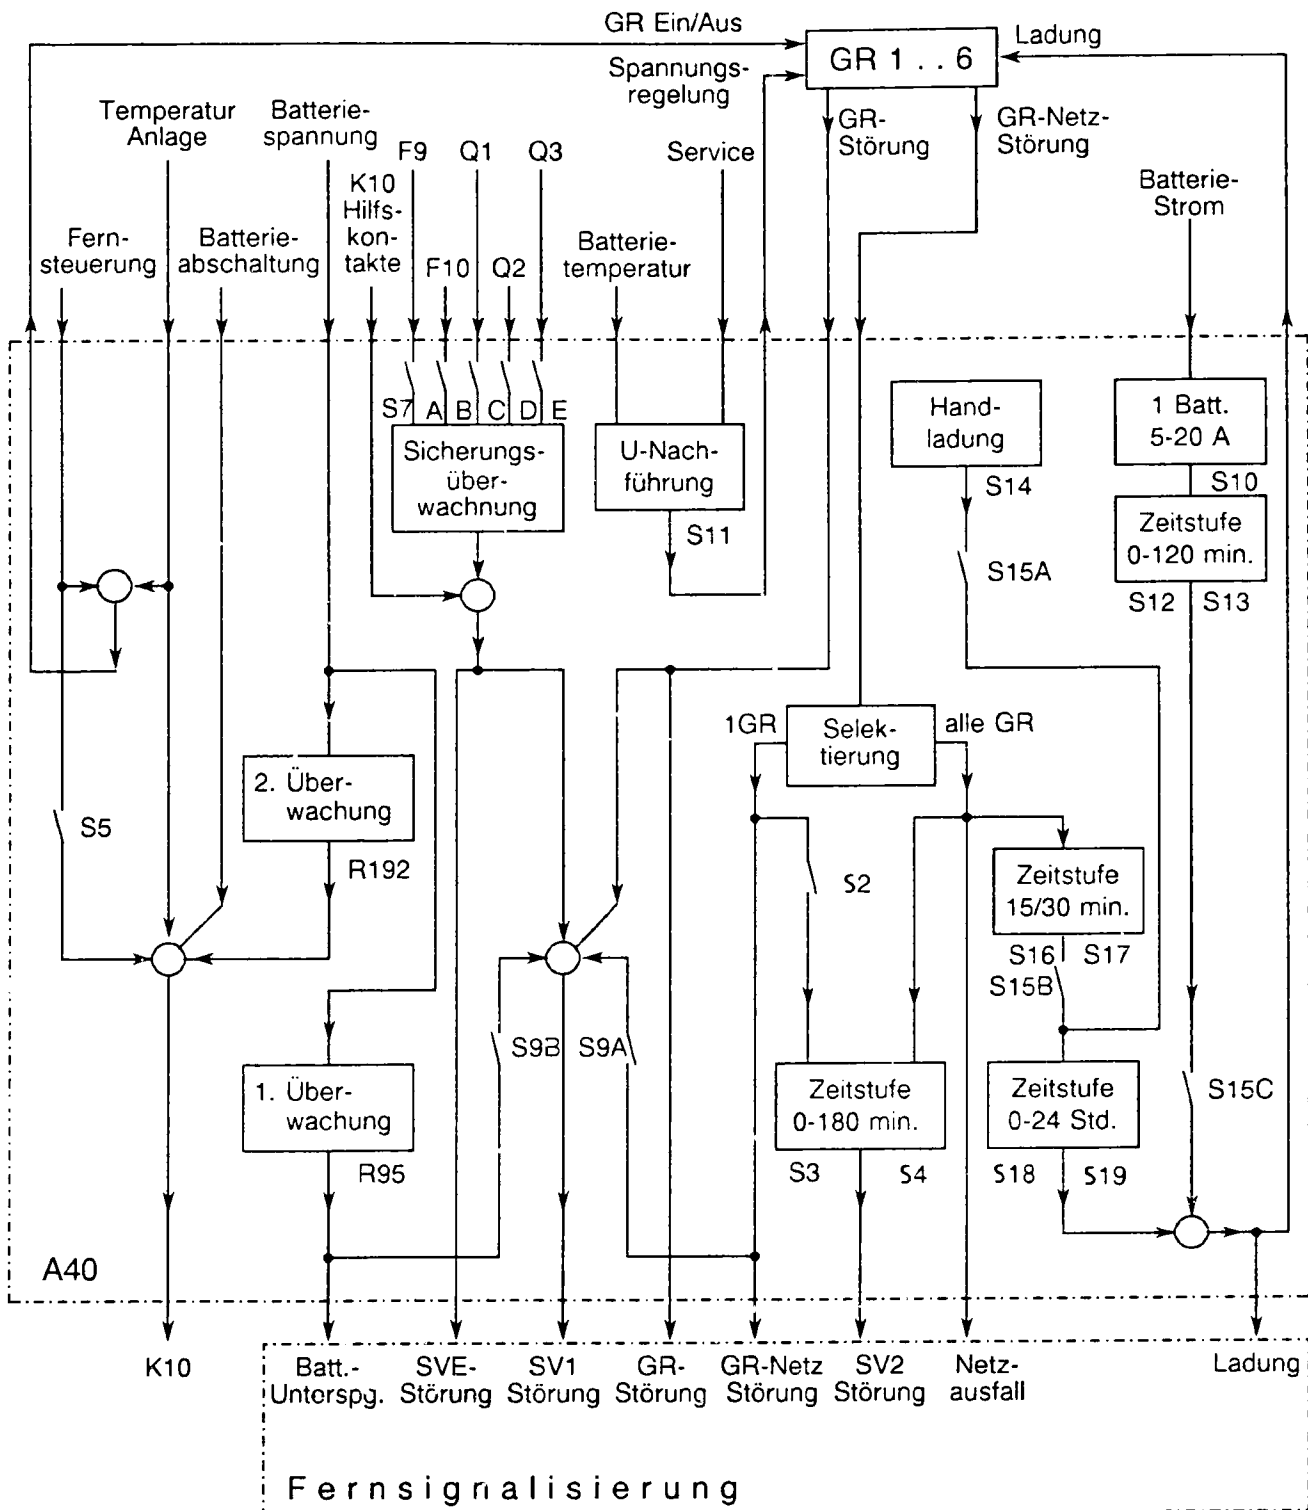 GR Ein/Aus
GR 1 . . 6
Ladung
Spannungs-
regelung
Temperatur
Anlage
Batterie-
spannung
GR-
Störung
GR-Netz-
Störung
F9
Q1
Q3
Service
K10
Hilfs-
kon-
takte
Batterie-
Strom
Fern-
steuerung
Batterie-
abschaltung
F10
Q2
Batterie-
temperatur
S7
A
B
C
D
E
Sicherungs-
über-
wachnung
U-Nach-
führung
S11
Hand-
ladung
S14
S15A
1 Batt.
5-20 A
S10
Zeitstufe
0-120 min.
S12
S13
1GR
Selek-
tierung
alle GR
2. Über-
wachung
R192
S5
S2
Zeitstufe
15/30 min.
S16
S17
S15B
S9B
S9A
1. Über-
wachung
R95
Zeitstufe
0-180 min.
S3
S4
Zeitstufe
0-24 Std.
S18
S19
S15C
A40
K10
Batt.-
Unterspg.
SVE-
Störung
SV1
Störung
GR-
Störung
GR-Netz
Störung
SV2
Störung
Netz-
ausfall
Ladung
Fernsignalisierung